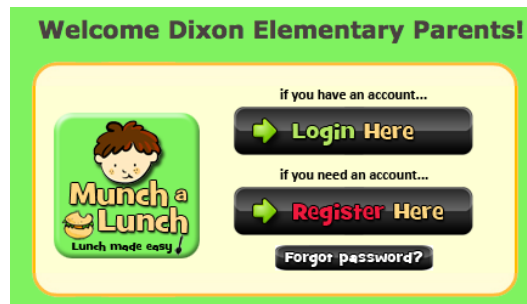 Welcome Dixon Elementary Parents!
if you have an account...
Login Here
if you need an account...
Register Here
Forgot password?
Munch a
Lunch
Lunch made easy